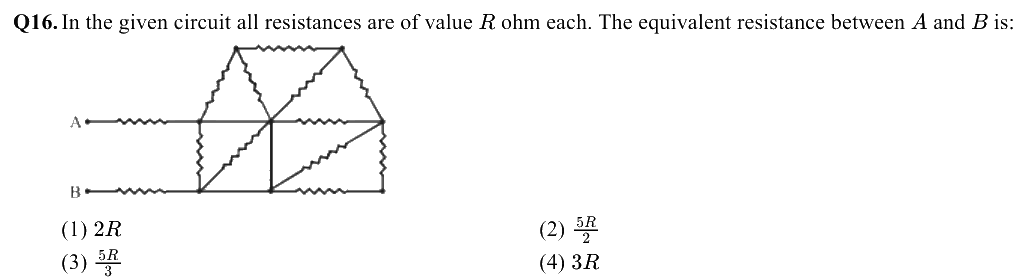 Q16. In the given circuit all resistances are of value R ohm each. The equivalent resistance between A and B is:
A
B
(1) 2R
(2) 5R/2
(3) 5R/3
(4) 3R